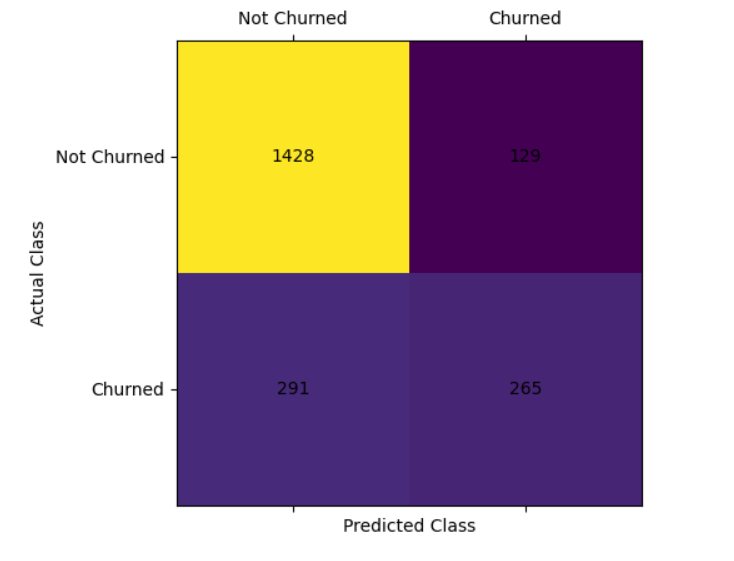 Not Churned Churned
Not Churned 1428 129
Actual Class
Churned 291 265
Predicted Class